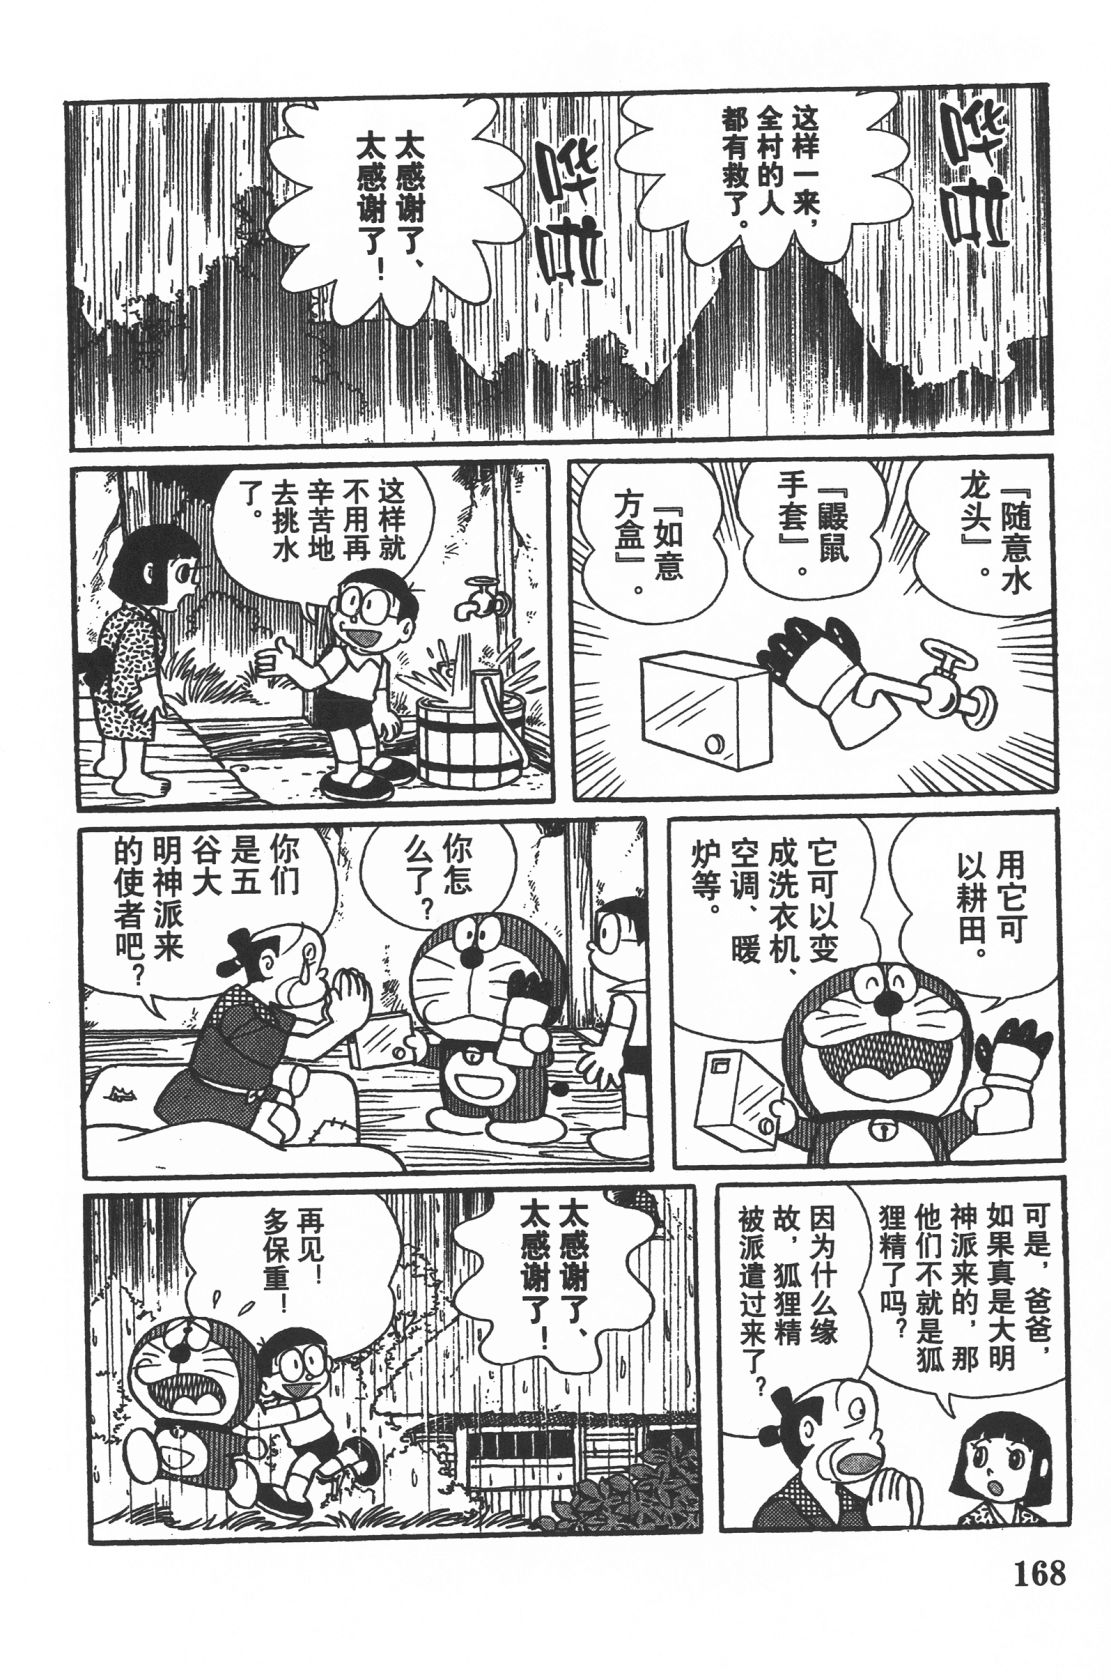 哗
啦
这样一来，
全村的人
都有救了。
哗
啦
太感谢了、
太感谢了！
『随意水
龙头』。
『鼹鼠
手套』。
『如意
方盒』。
这样就
不用再
辛苦地
去挑水
了。
用它可
以耕田。
它可以变
成洗衣机、
空调、暖
炉等。
你怎
么了？
你们
是五
谷大
明神派来
的使者吧？
可是，爸爸，
如果真是大明
神派来的，那
他们不就是狐
狸精了吗？
因为什么缘
故，狐狸精
被派遣过来了？
太感谢了、
太感谢了！
再见！
多保重！
168